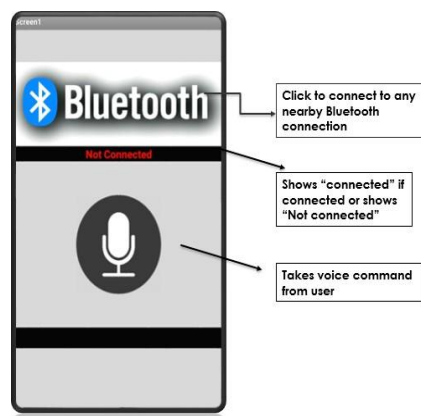 Screen1
Bluetooth
Not Connected
Click to connect to any
nearby Bluetooth
connection
Shows “connected” if
connected or shows
“Not connected”
Takes voice command
from user